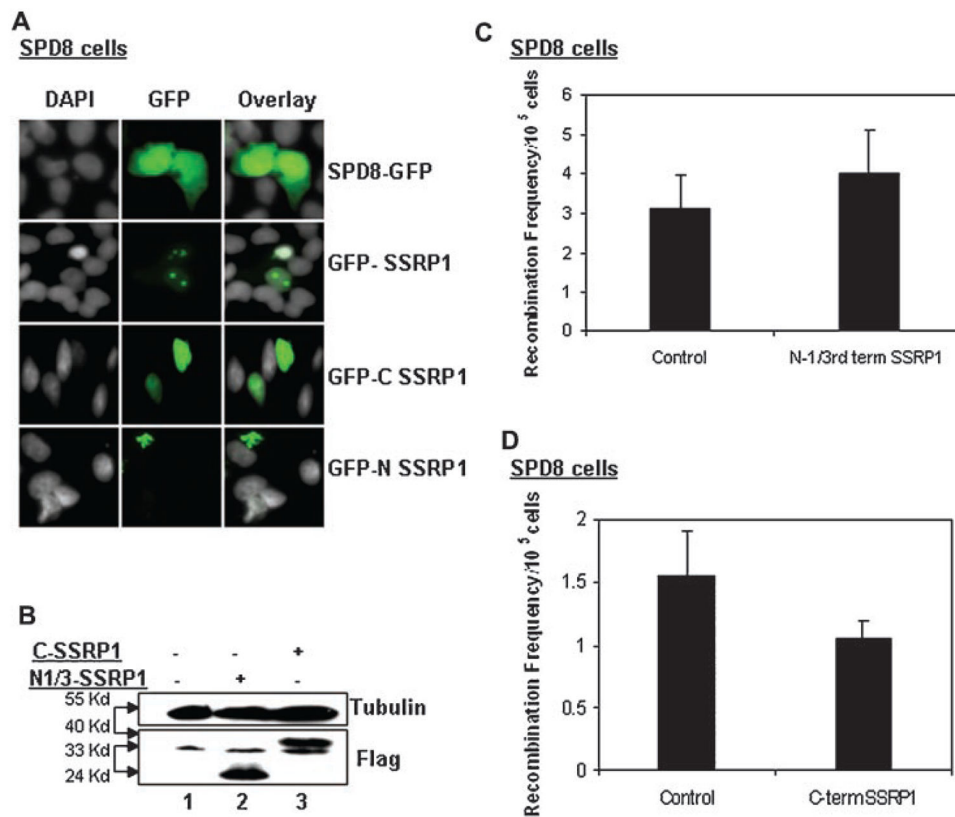 A
SPD8 cells
DAPI GFP Overlay
SPD8-GFP
GFP- SSRP1
GFP-C SSRP1
GFP-N SSRP1
B
C-SSRP1 - - +
N1/3-SSRP1 - + -
55 Kd
Tubulin
40 Kd
33 Kd
Flag
24 Kd
1 2 3
C
SPD8 cells
Recombination Frequency/10 5 cells
6
5
4
3
2
1
0
Control N-1/3rd term SSRP1
D
SPD8 cells
Recombination Frequency/10 5 cells
2
1.5
1
0.5
0
Control C-termSSRP1